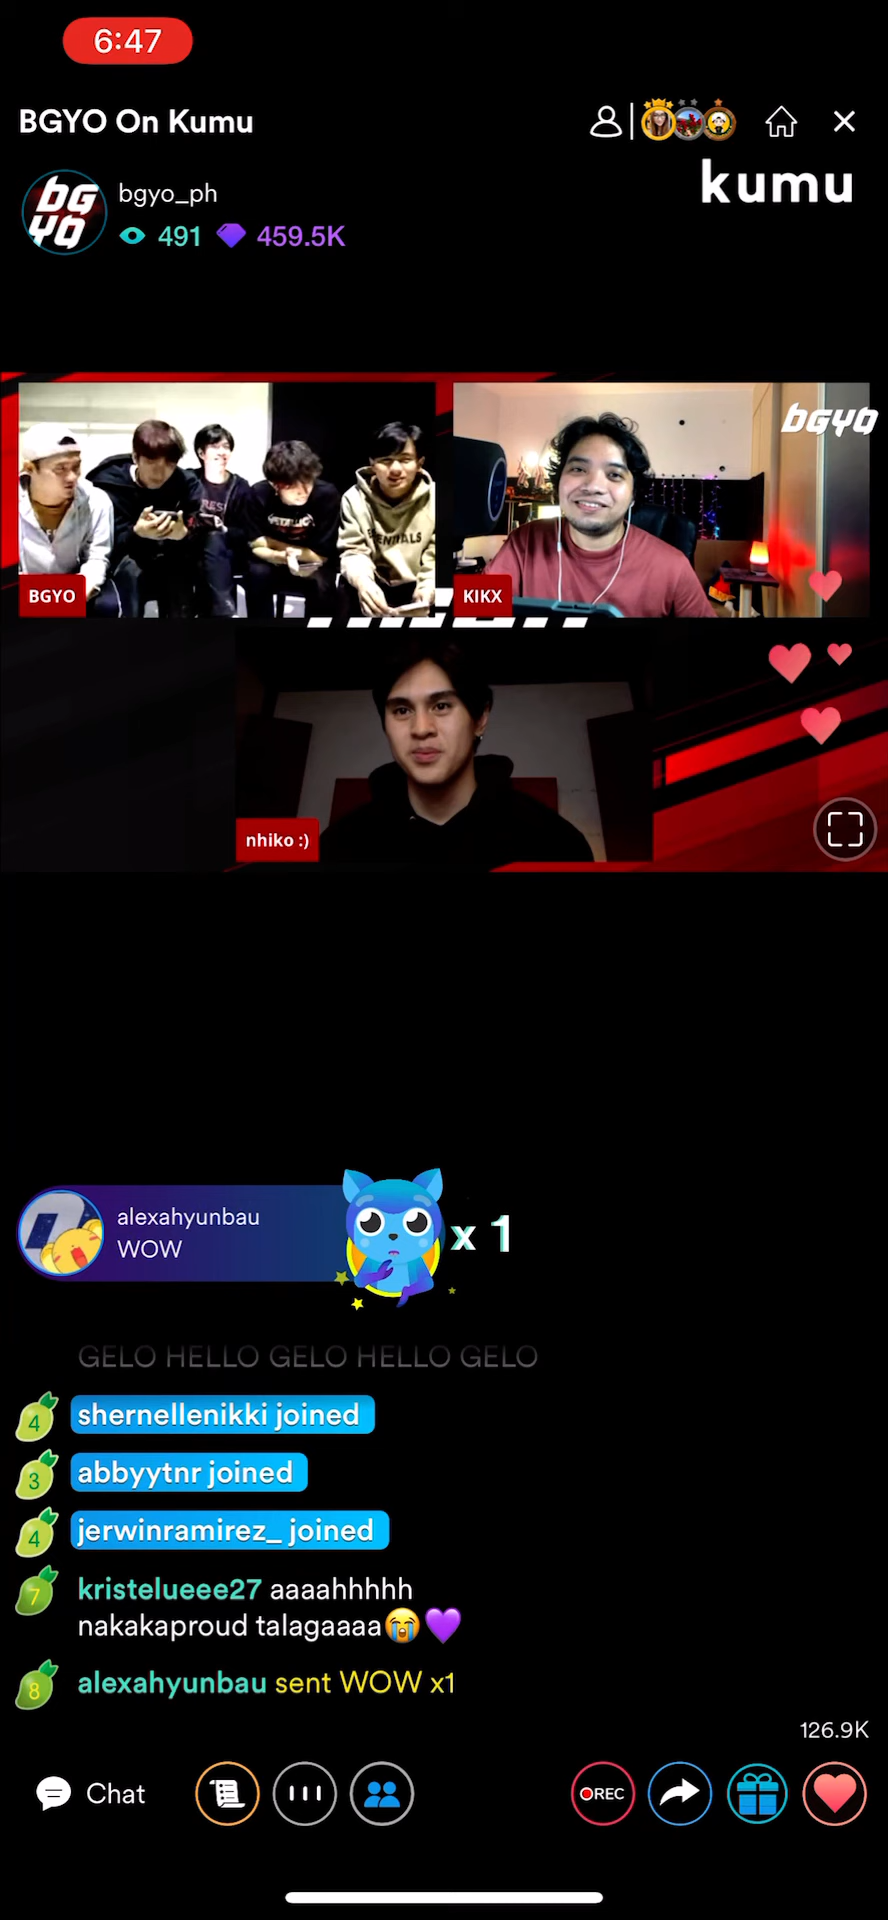 6:47
BGYO On Kumu
kumu
BG
YO
bgyo_ph
491 459.5K
BGYO
BGYO
KIKX
nhiko :)
alexahyunbau
WOW
x 1
GELO HELLO GELO HELLO GELO
4 shernellenikki joined
3 abbyytnr joined
4 jerwinramirez_ joined
7 kristelueee27 aaaahhhhh
nakakaproud talagaaaa😭💜
8 alexahyunbau sent WOW x1
126.9K
Chat
REC